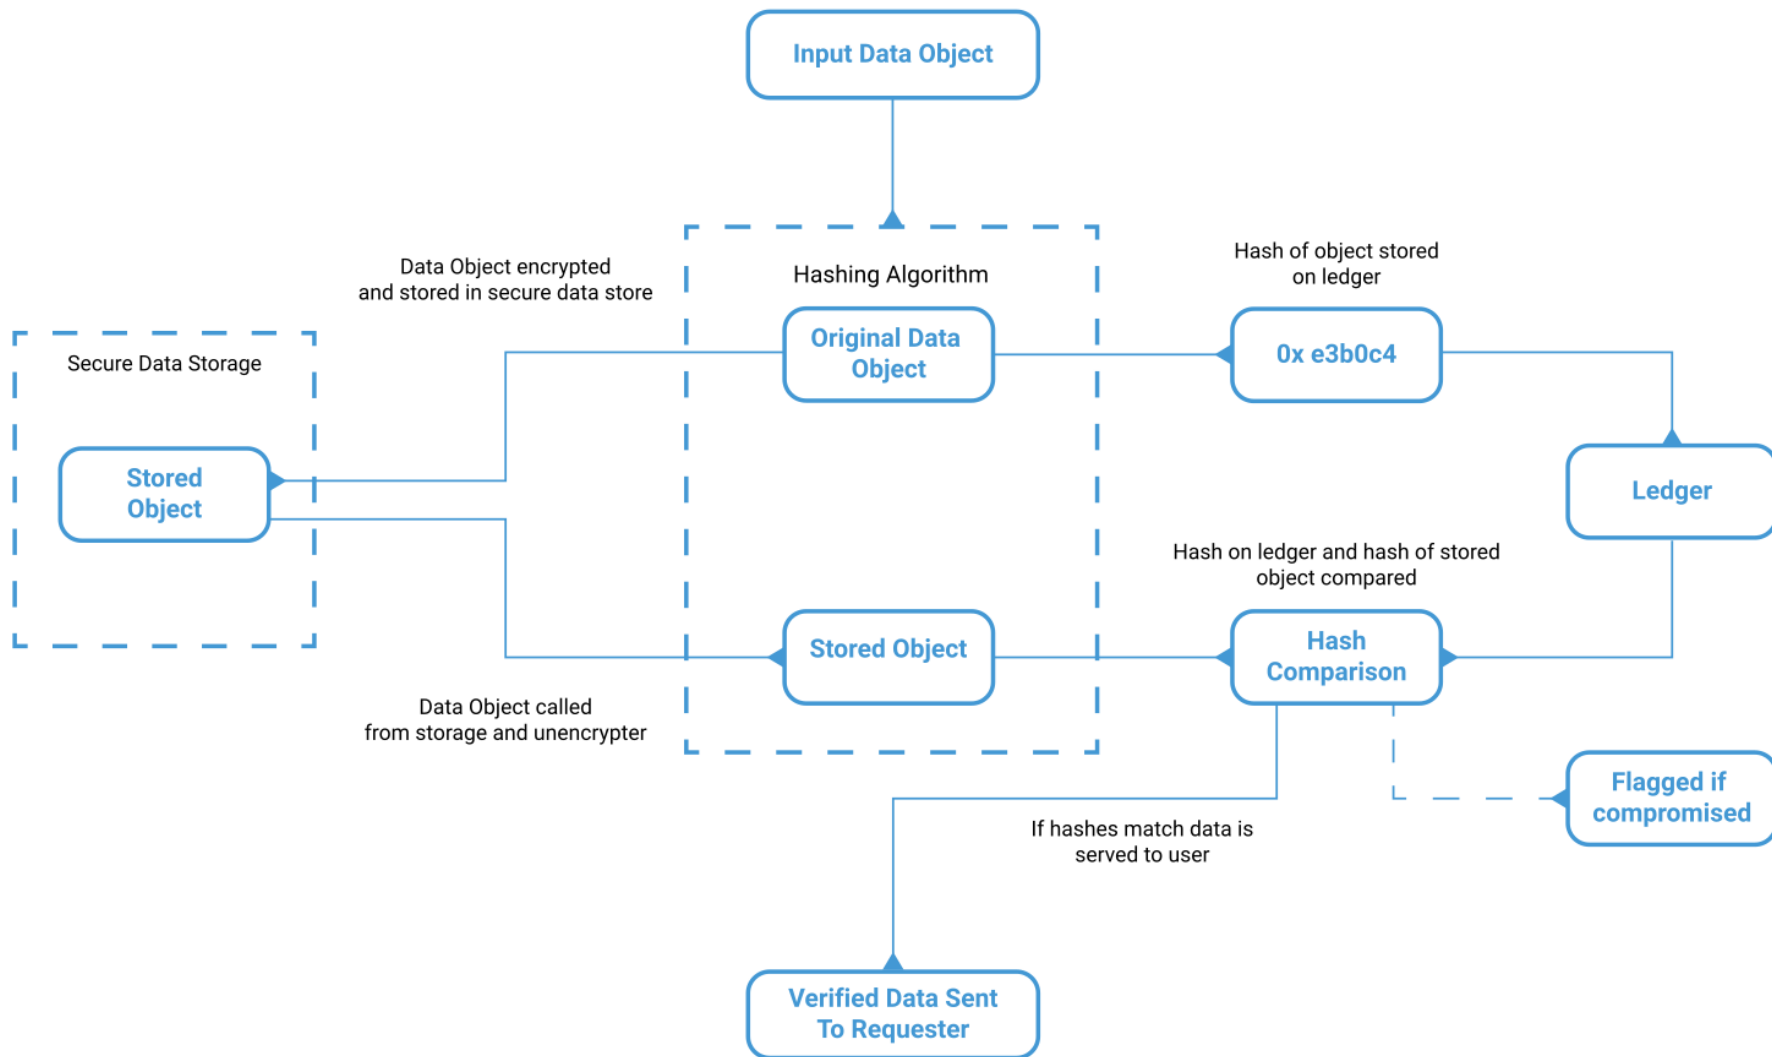 Input Data Object
Data Object encrypted
and stored in secure data store
Hashing Algorithm
Hash of object stored
on ledger
Secure Data Storage
Original Data
Object
0x e3b0c4
Stored
Object
Ledger
Hash on ledger and hash of stored
object compared
Stored Object
Hash
Comparison
Data Object called
from storage and unencrypter
Flagged if
compromised
If hashes match data is
served to user
Verified Data Sent
To Requester